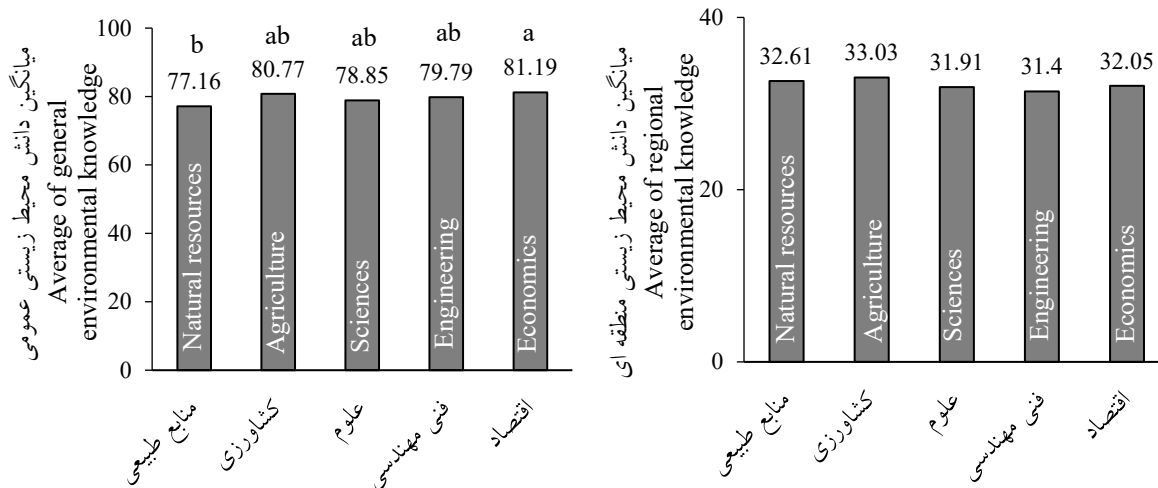 میانگین دانش محیط زیستی عمومی
Average of general
environmental knowledge
100
80
60
40
20
0
b
ab
ab
ab
a
77.16
80.77
78.85
79.79
81.19
Natural resources
Agriculture
Sciences
Engineering
Economics
منابع طبیعی
کشاورزی
علوم
فنی مهندسی
اقتصاد
میانگین دانش محیط زیستی منطقه ای
Average of regional
environmental knowledge
40
20
0
32.61
33.03
31.91
31.4
32.05
Natural resources
Agriculture
Sciences
Engineering
Economics
منابع طبیعی
کشاورزی
علوم
فنی مهندسی
اقتصاد